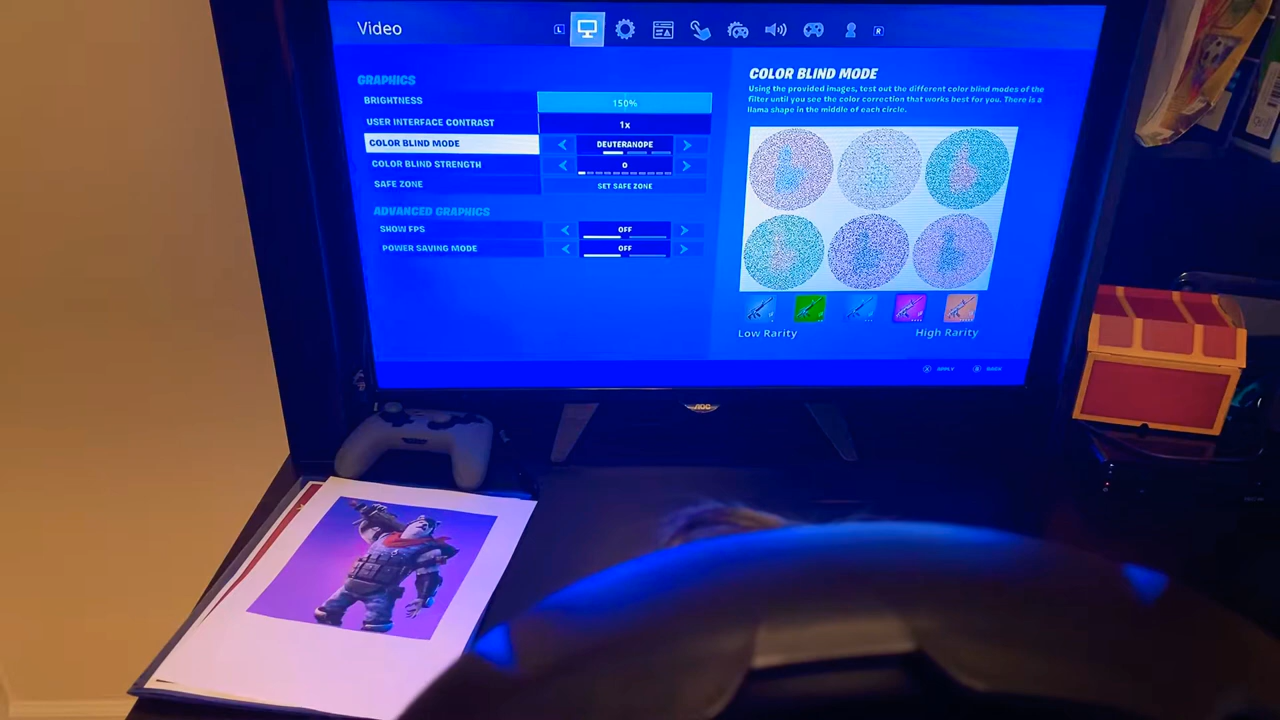 Video
L
R
GRAPHICS
BRIGHTNESS
150%
USER INTERFACE CONTRAST
1x
COLOR BLIND MODE
DEUTERANOPE
COLOR BLIND STRENGTH
0
SAFE ZONE
SET SAFE ZONE
ADVANCED GRAPHICS
SHOW FPS
OFF
POWER SAVING MODE
OFF
COLOR BLIND MODE
Using the provided images, test out the different color blind modes of the
filter until you see the color correction that works best for you. There is a
llama shape in the middle of each circle.
Low Rarity
High Rarity
APPLY
BACK
AOC